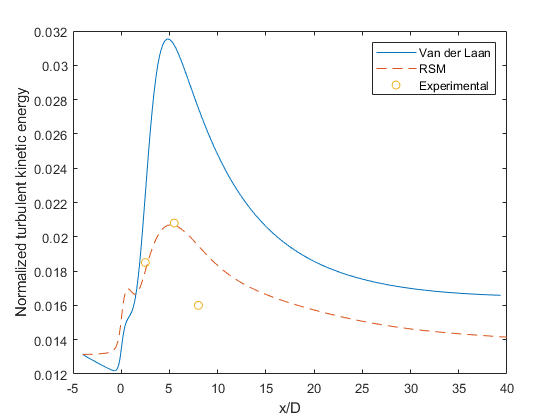 0.032
0.03
0.028
0.026
0.024
0.022
0.02
0.018
0.016
0.014
0.012
Normalized turbulent kinetic energy
Van der Laan
RSM
Experimental
-5 0 5 10 15 20 25 30 35 40
x/D